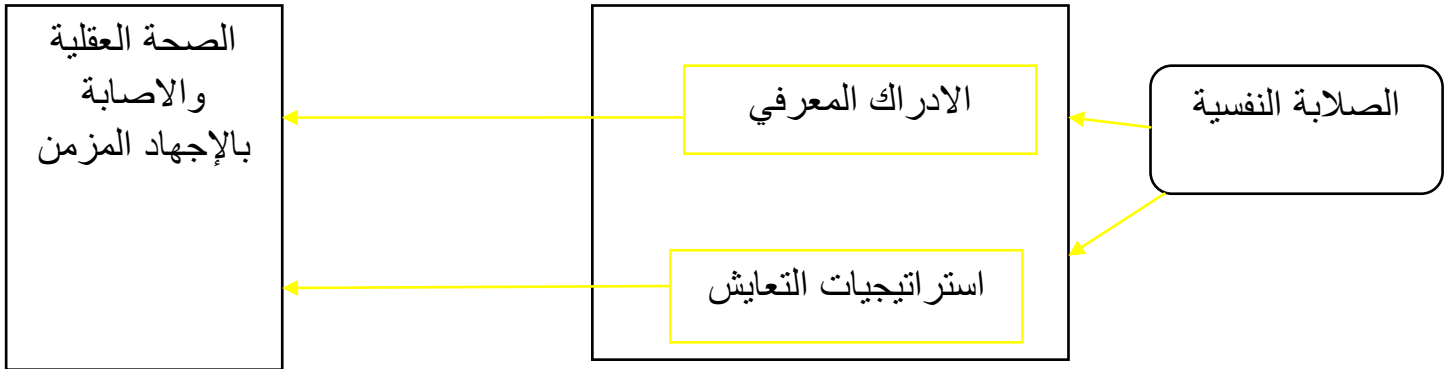 الصلابة النفسية
الادراك المعرفي
استراتيجيات التعايش
الصحة العقلية
والاصابة
بالإجهاد المزمن